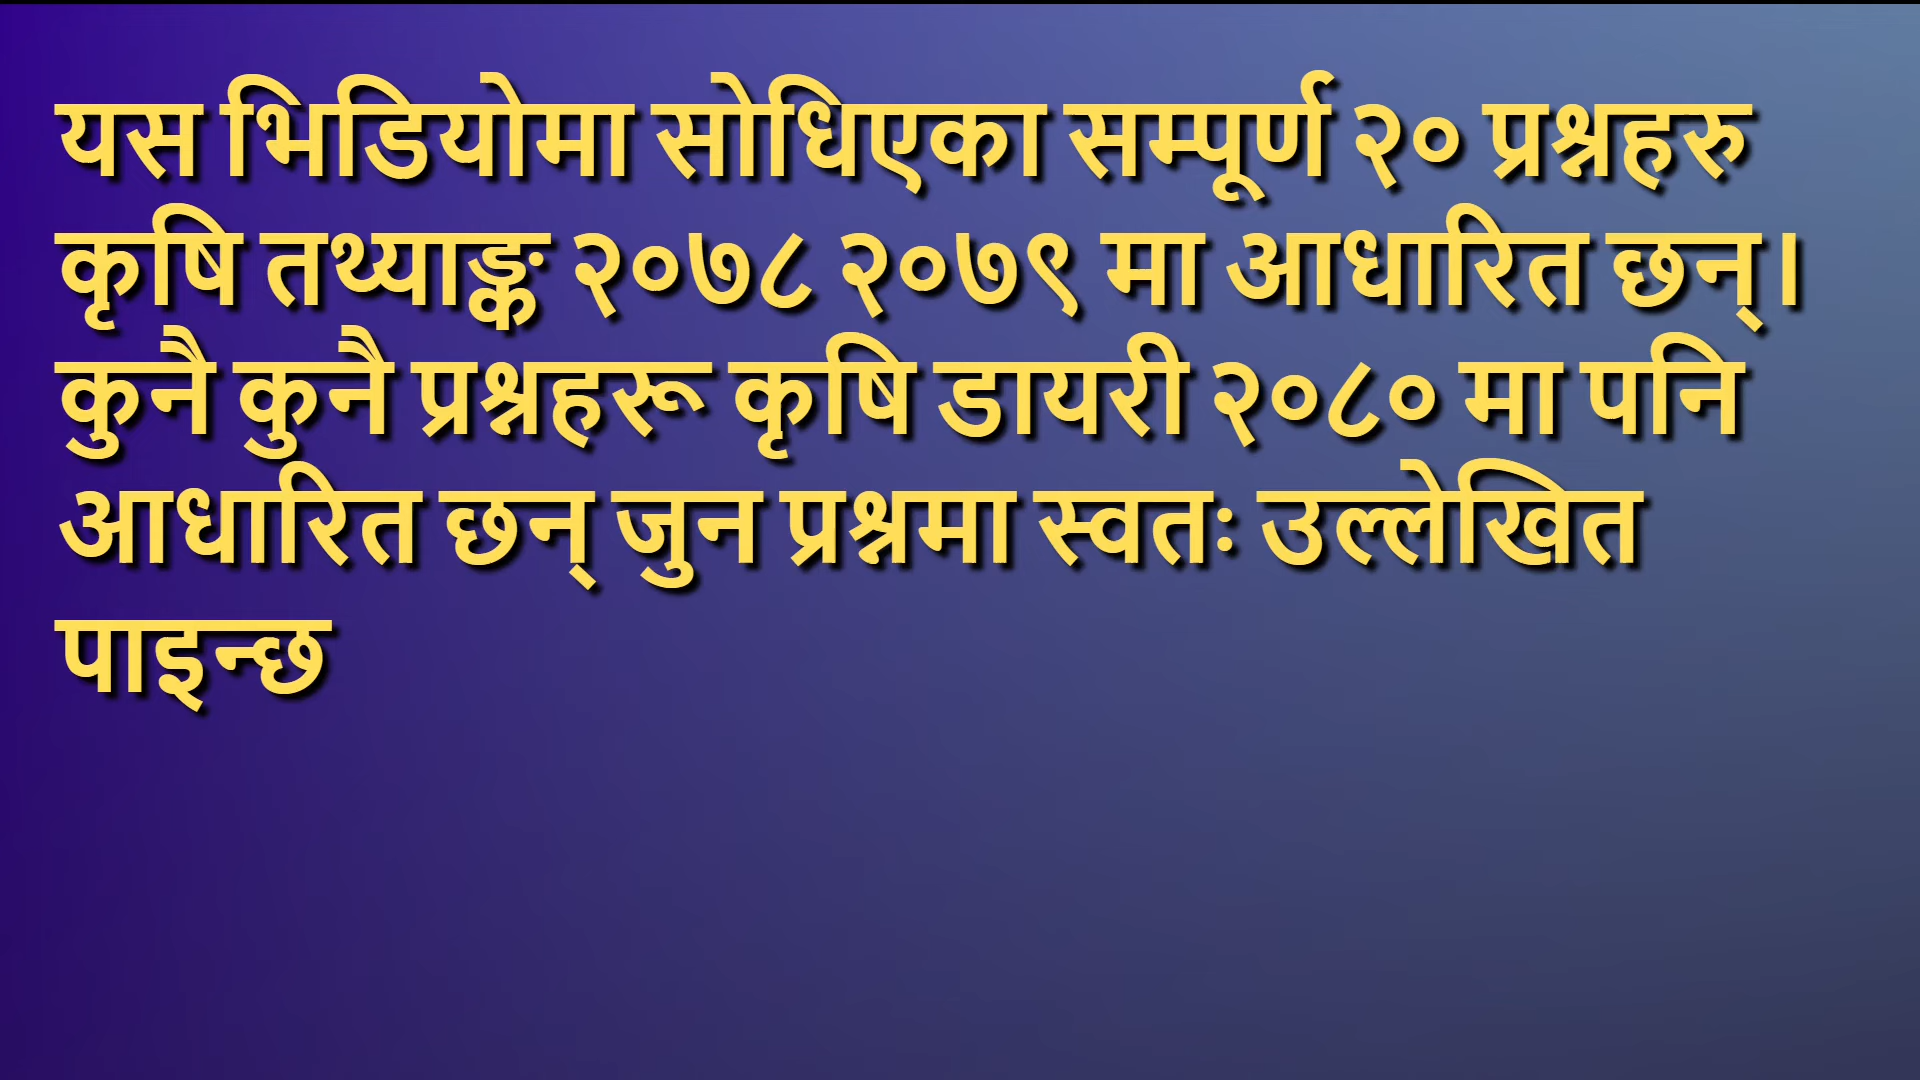 यस भिडियोमा सोधिएका सम्पूर्ण २० प्रश्नहरु
कृषि तथ्याङ्क २०७८ २०७९ मा आधारित छन्।
कुनै कुनै प्रश्नहरू कृषि डायरी २०८० मा पनि
आधारित छन् जुन प्रश्नमा स्वतः उल्लेखित
पाइन्छ